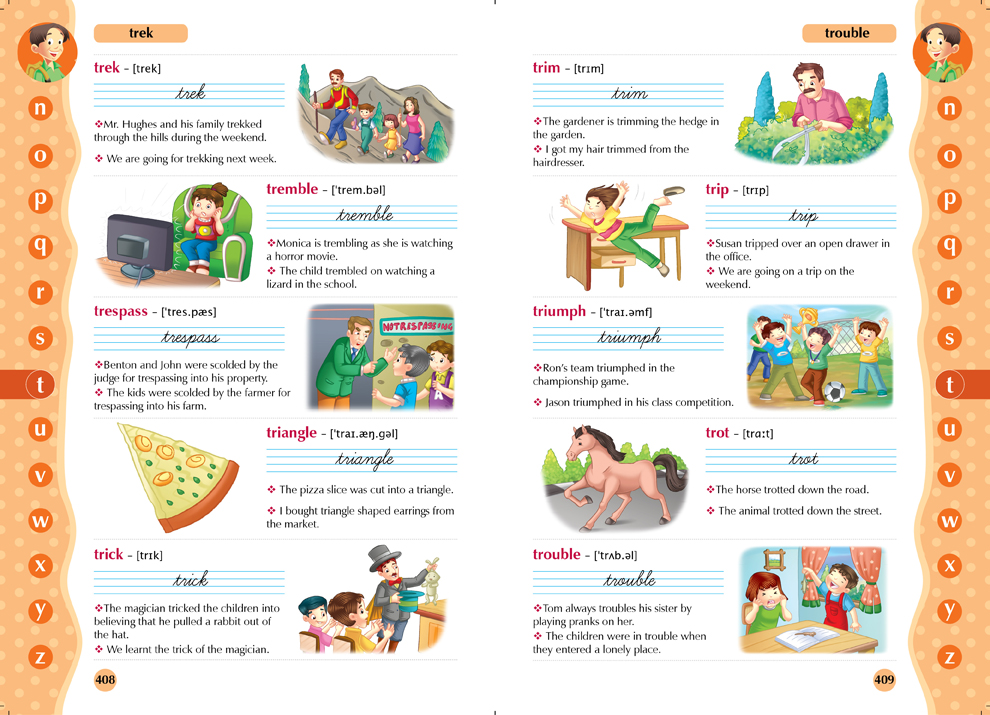 trek
n
o
p
q
r
s
t
u
v
w
x
y
z
trek – [trek]
trek
❖Mr. Hughes and his family trekked
through the hills during the weekend.
❖ We are going for trekking next week.
tremble – ['trem.bəl]
tremble
❖Monica is trembling as she is watching
a horror movie.
❖ The child trembled on watching a
lizard in the school.
trespass – ['tres.pæs]
trespass
❖Benton and John were scolded by the
judge for trespassing into his property.
❖ The kids were scolded by the farmer for
trespassing into his farm.
NO TRESPASSING
A
triangle – ['traɪ.æŋ.gəl]
triangle
❖ The pizza slice was cut into a triangle.
❖ I bought triangle shaped earrings from
the market.
trick – [trɪk]
trick
❖The magician tricked the children into
believing that he pulled a rabbit out of
the hat.
❖ We learnt the trick of the magician.
408
trouble
trim – [trɪm]
trim
❖The gardener is trimming the hedge in
the garden.
❖ I got my hair trimmed from the
hairdresser.
trip – [trɪp]
trip
❖Susan tripped over an open drawer in
the office.
❖ We are going on a trip on the
weekend.
triumph – ['traɪ.əmf]
triumph
❖Ron's team triumphed in the
championship game.
❖ Jason triumphed in his class competition.
trot – [trɑːt]
trot
❖The horse trotted down the road.
❖ The animal trotted down the street.
trouble – ['trʌb.əl]
trouble
❖Tom always troubles his sister by
playing pranks on her.
❖ The children were in trouble when
they entered a lonely place.
409
n
o
p
q
r
s
t
u
v
w
x
y
z